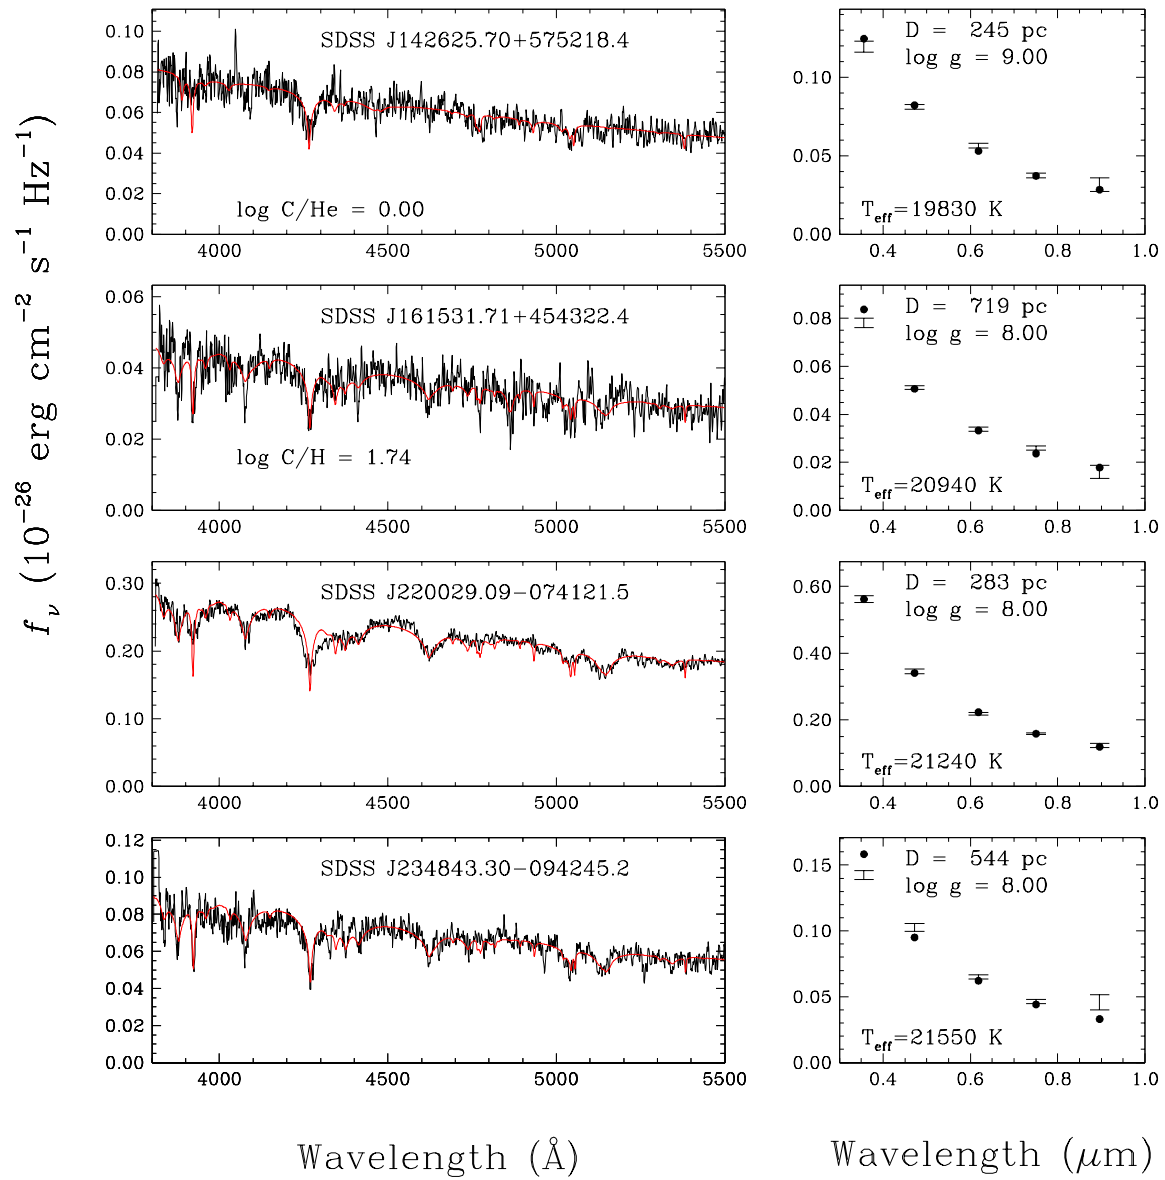 f_ν (10⁻²⁶ erg cm⁻² s⁻¹ Hz⁻¹)
SDSS J142625.70+575218.4
log C/He = 0.00
0.10
0.08
0.06
0.04
0.02
0.00
4000 4500 5000 5500
D = 245 pc
log g = 9.00
T_eff=19830 K
0.10
0.05
0.00
0.4 0.6 0.8 1.0
SDSS J161531.71+454322.4
log C/H = 1.74
0.06
0.04
0.02
0.00
4000 4500 5000 5500
D = 719 pc
log g = 8.00
T_eff=20940 K
0.08
0.06
0.04
0.02
0.00
0.4 0.6 0.8 1.0
SDSS J220029.09−074121.5
0.30
0.20
0.10
0.00
4000 4500 5000 5500
D = 283 pc
log g = 8.00
T_eff=21240 K
0.60
0.40
0.20
0.00
0.4 0.6 0.8 1.0
SDSS J234843.30−094245.2
0.12
0.10
0.08
0.06
0.04
0.02
0.00
4000 4500 5000 5500
D = 544 pc
log g = 8.00
T_eff=21550 K
0.15
0.10
0.05
0.00
0.4 0.6 0.8 1.0
Wavelength (Å)
Wavelength (μm)